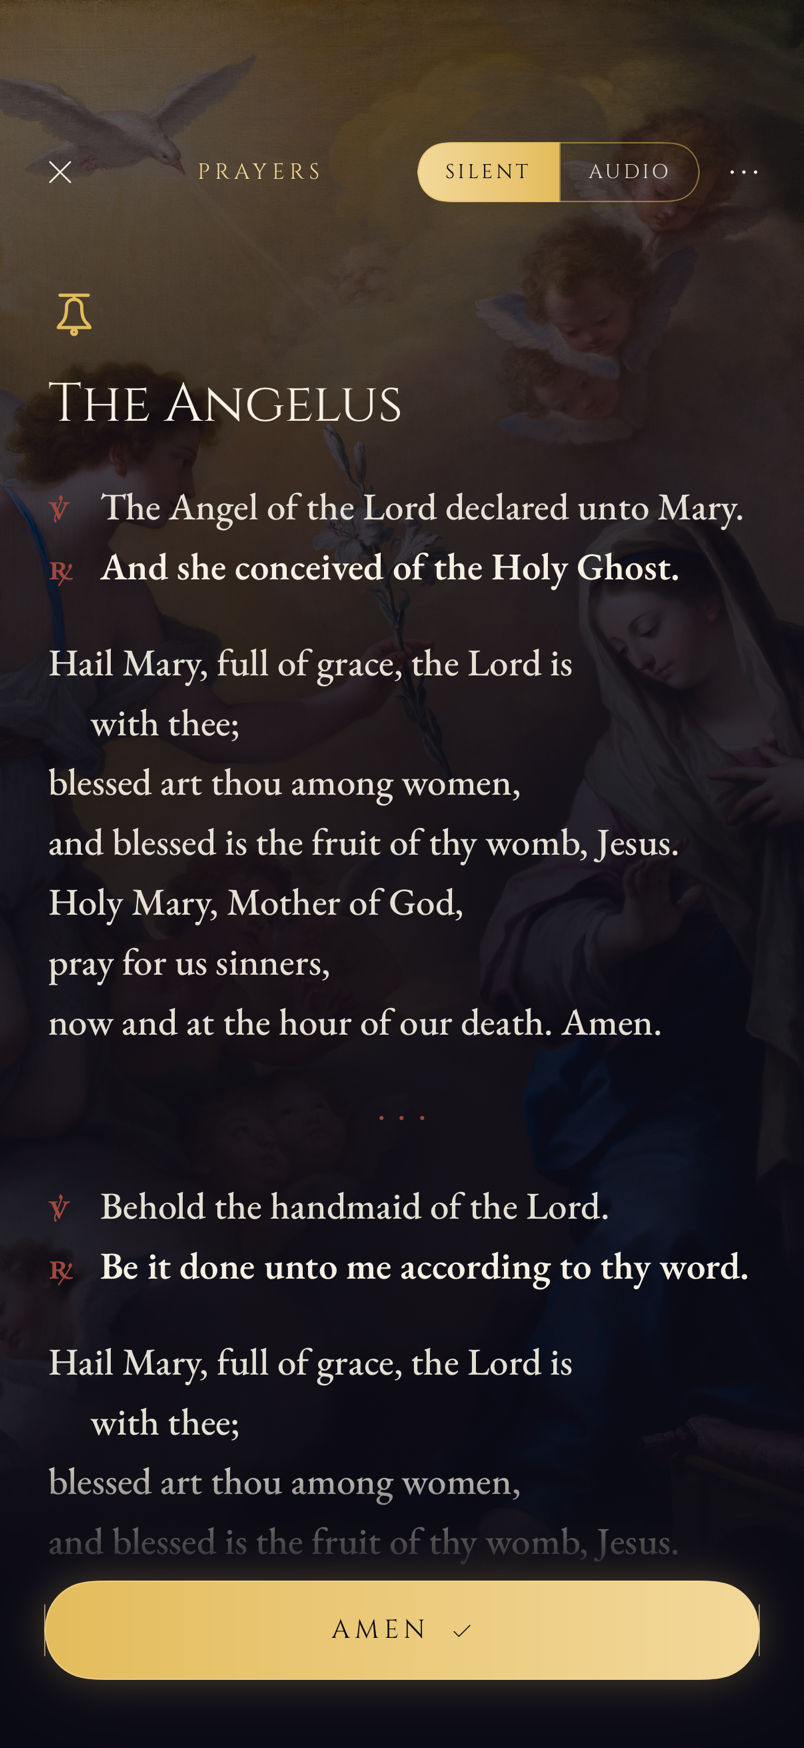 PRAYERS
SILENT
AUDIO
THE ANGELUS
℣ The Angel of the Lord declared unto Mary.
℟ And she conceived of the Holy Ghost.
Hail Mary, full of grace, the Lord is
with thee;
blessed art thou among women,
and blessed is the fruit of thy womb, Jesus.
Holy Mary, Mother of God,
pray for us sinners,
now and at the hour of our death. Amen.
. . .
℣ Behold the handmaid of the Lord.
℟ Be it done unto me according to thy word.
Hail Mary, full of grace, the Lord is
with thee;
blessed art thou among women,
and blessed is the fruit of thy womb, Jesus.
AMEN ✓